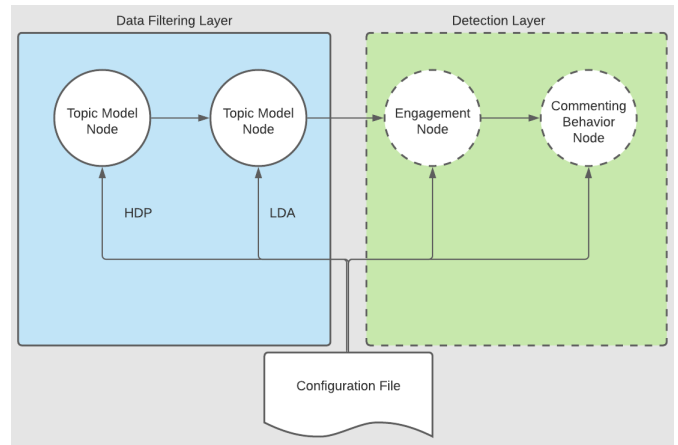 Data Filtering Layer
Detection Layer
Topic Model
Node
Topic Model
Node
Engagement
Node
Commenting
Behavior
Node
HDP
LDA
Configuration File